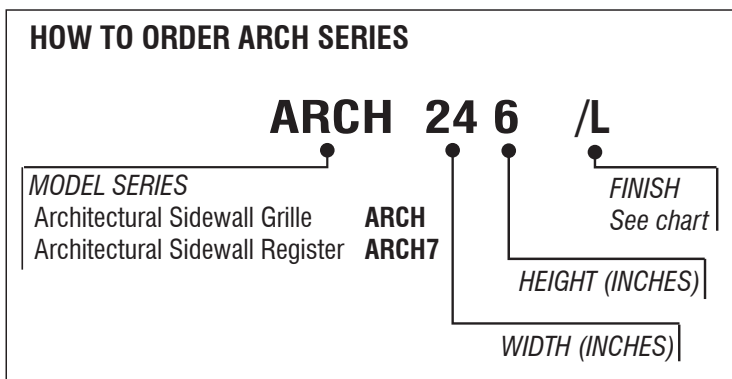 HOW TO ORDER ARCH SERIES
ARCH 24 6 /L
MODEL SERIES
Architectural Sidewall Grille ARCH
Architectural Sidewall Register ARCH7
FINISH
See chart
HEIGHT (INCHES)
WIDTH (INCHES)